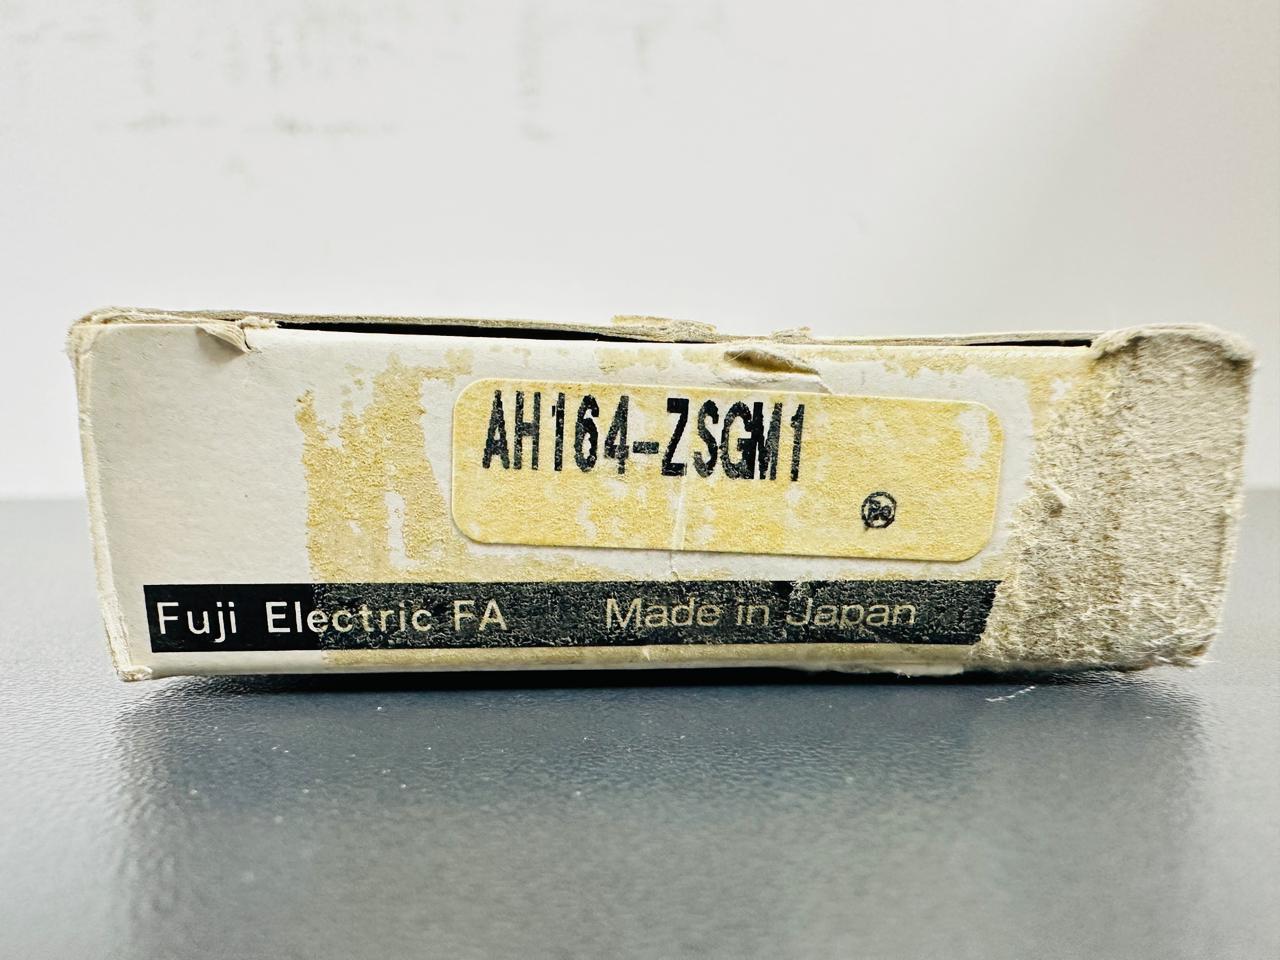 AH164-ZSGM1
Fuji Electric FA Made in Japan